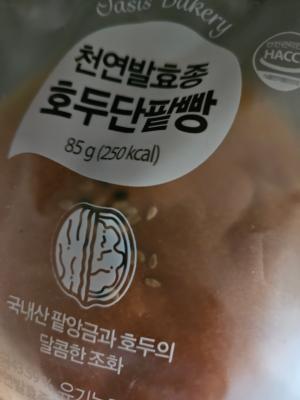 Oasis Bakery
천연발효종
호두단팥빵
85 g (250 kcal)
HACC
국내산 팥앙금과 호두의
달콤한 조화